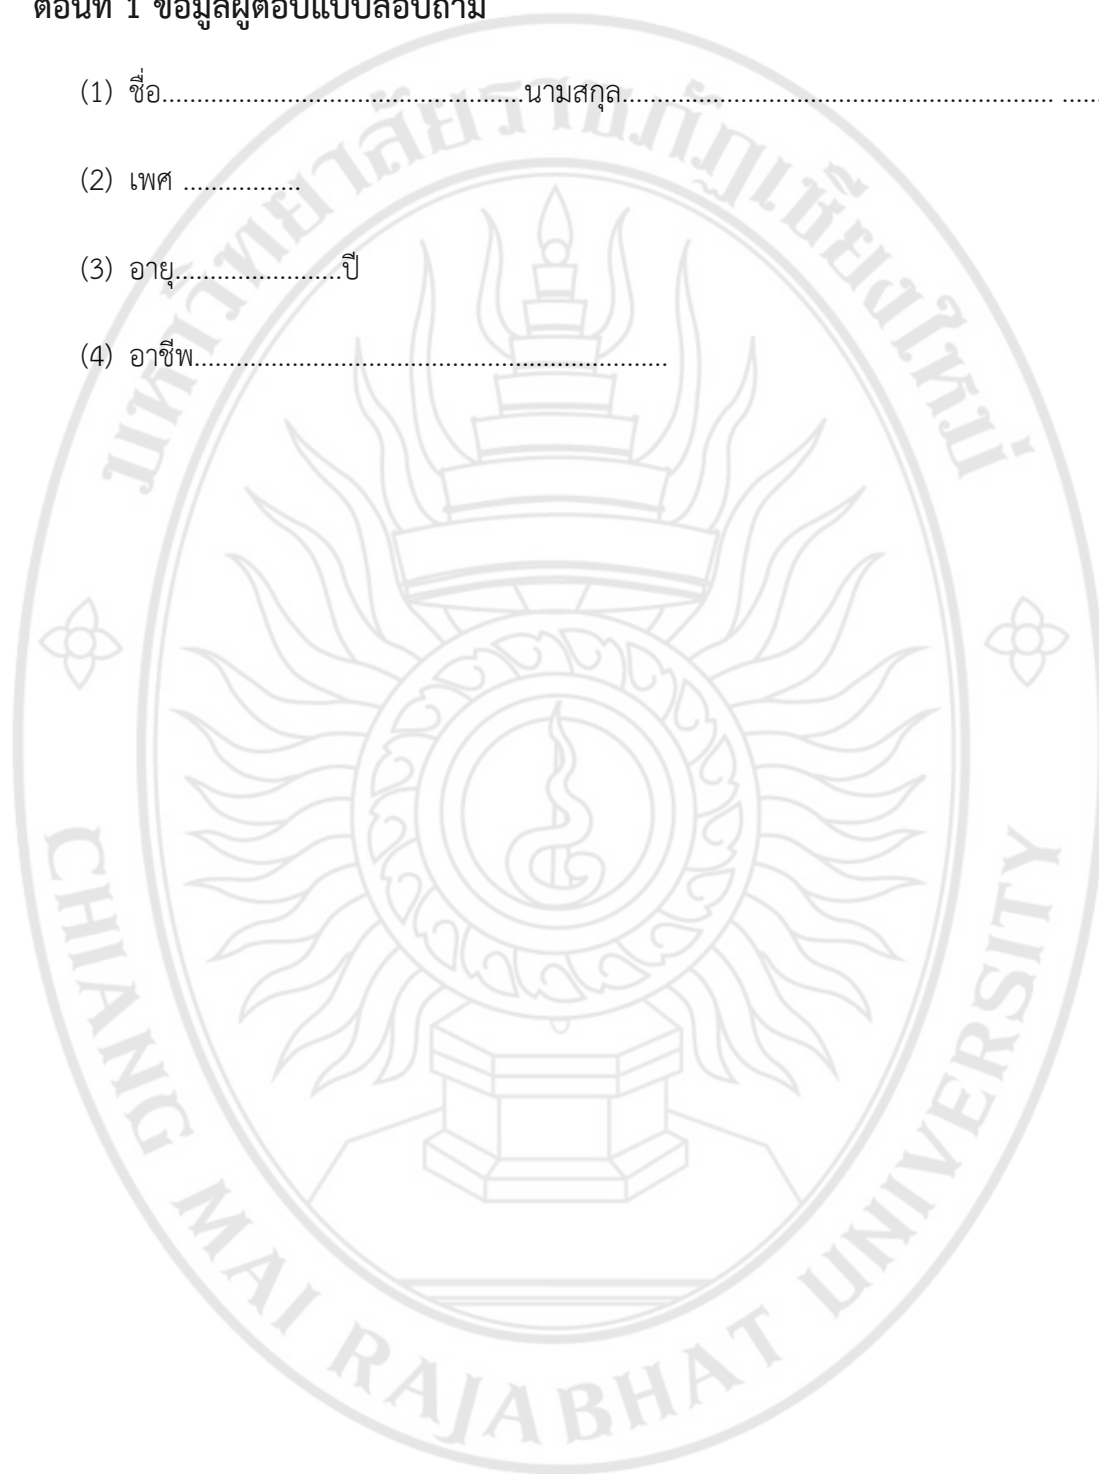 ตอนที่ 1 ข้อมูลผู้ตอบแบบสอบถาม
(1) ชื่อ....................................................นามสกุล.............................................................. ......
(2) เพศ .................
(3) อายุ........................ปี
(4) อาชีพ....................................................................
มหาวิทยาลัยราชภัฏเชียงใหม่
CHIANG MAI RAJABHAT UNIVERSITY